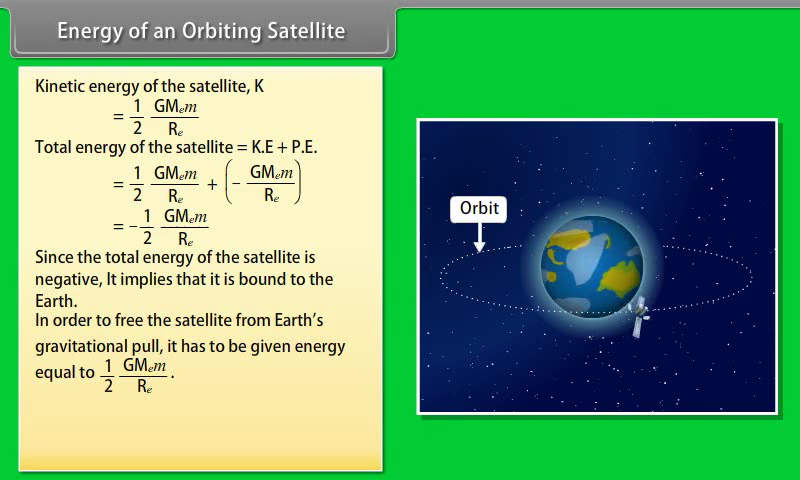 Energy of an Orbiting Satellite
Kinetic energy of the satellite, K
= 1/2 GMₑm/Rₑ
Total energy of the satellite = K.E + P.E.
= 1/2 GMₑm/Rₑ + (- GMₑm/Rₑ)
= -1/2 GMₑm/Rₑ
Since the total energy of the satellite is
negative, It implies that it is bound to the
Earth.
In order to free the satellite from Earth's
gravitational pull, it has to be given energy
equal to 1/2 GMₑm/Rₑ.
Orbit